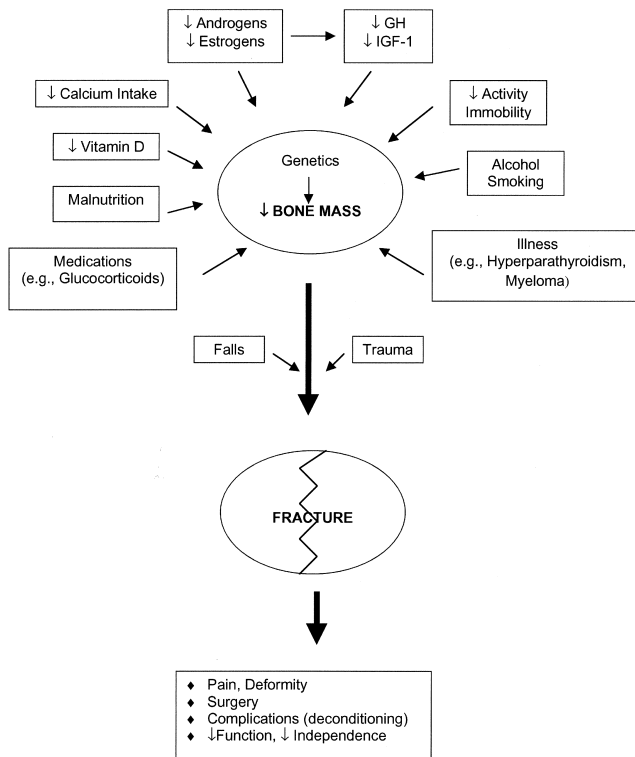 ↓ Androgens
↓ Estrogens
↓ GH
↓ IGF-1
↓ Calcium Intake
↓ Activity
Immobility
↓ Vitamin D
Genetics
Alcohol
Smoking
Malnutrition
↓ BONE MASS
Medications
(e.g., Glucocorticoids)
Illness
(e.g., Hyperparathyroidism,
Myeloma)
Falls
Trauma
FRACTURE
♦ Pain, Deformity
♦ Surgery
♦ Complications (deconditioning)
♦ ↓Function, ↓ Independence